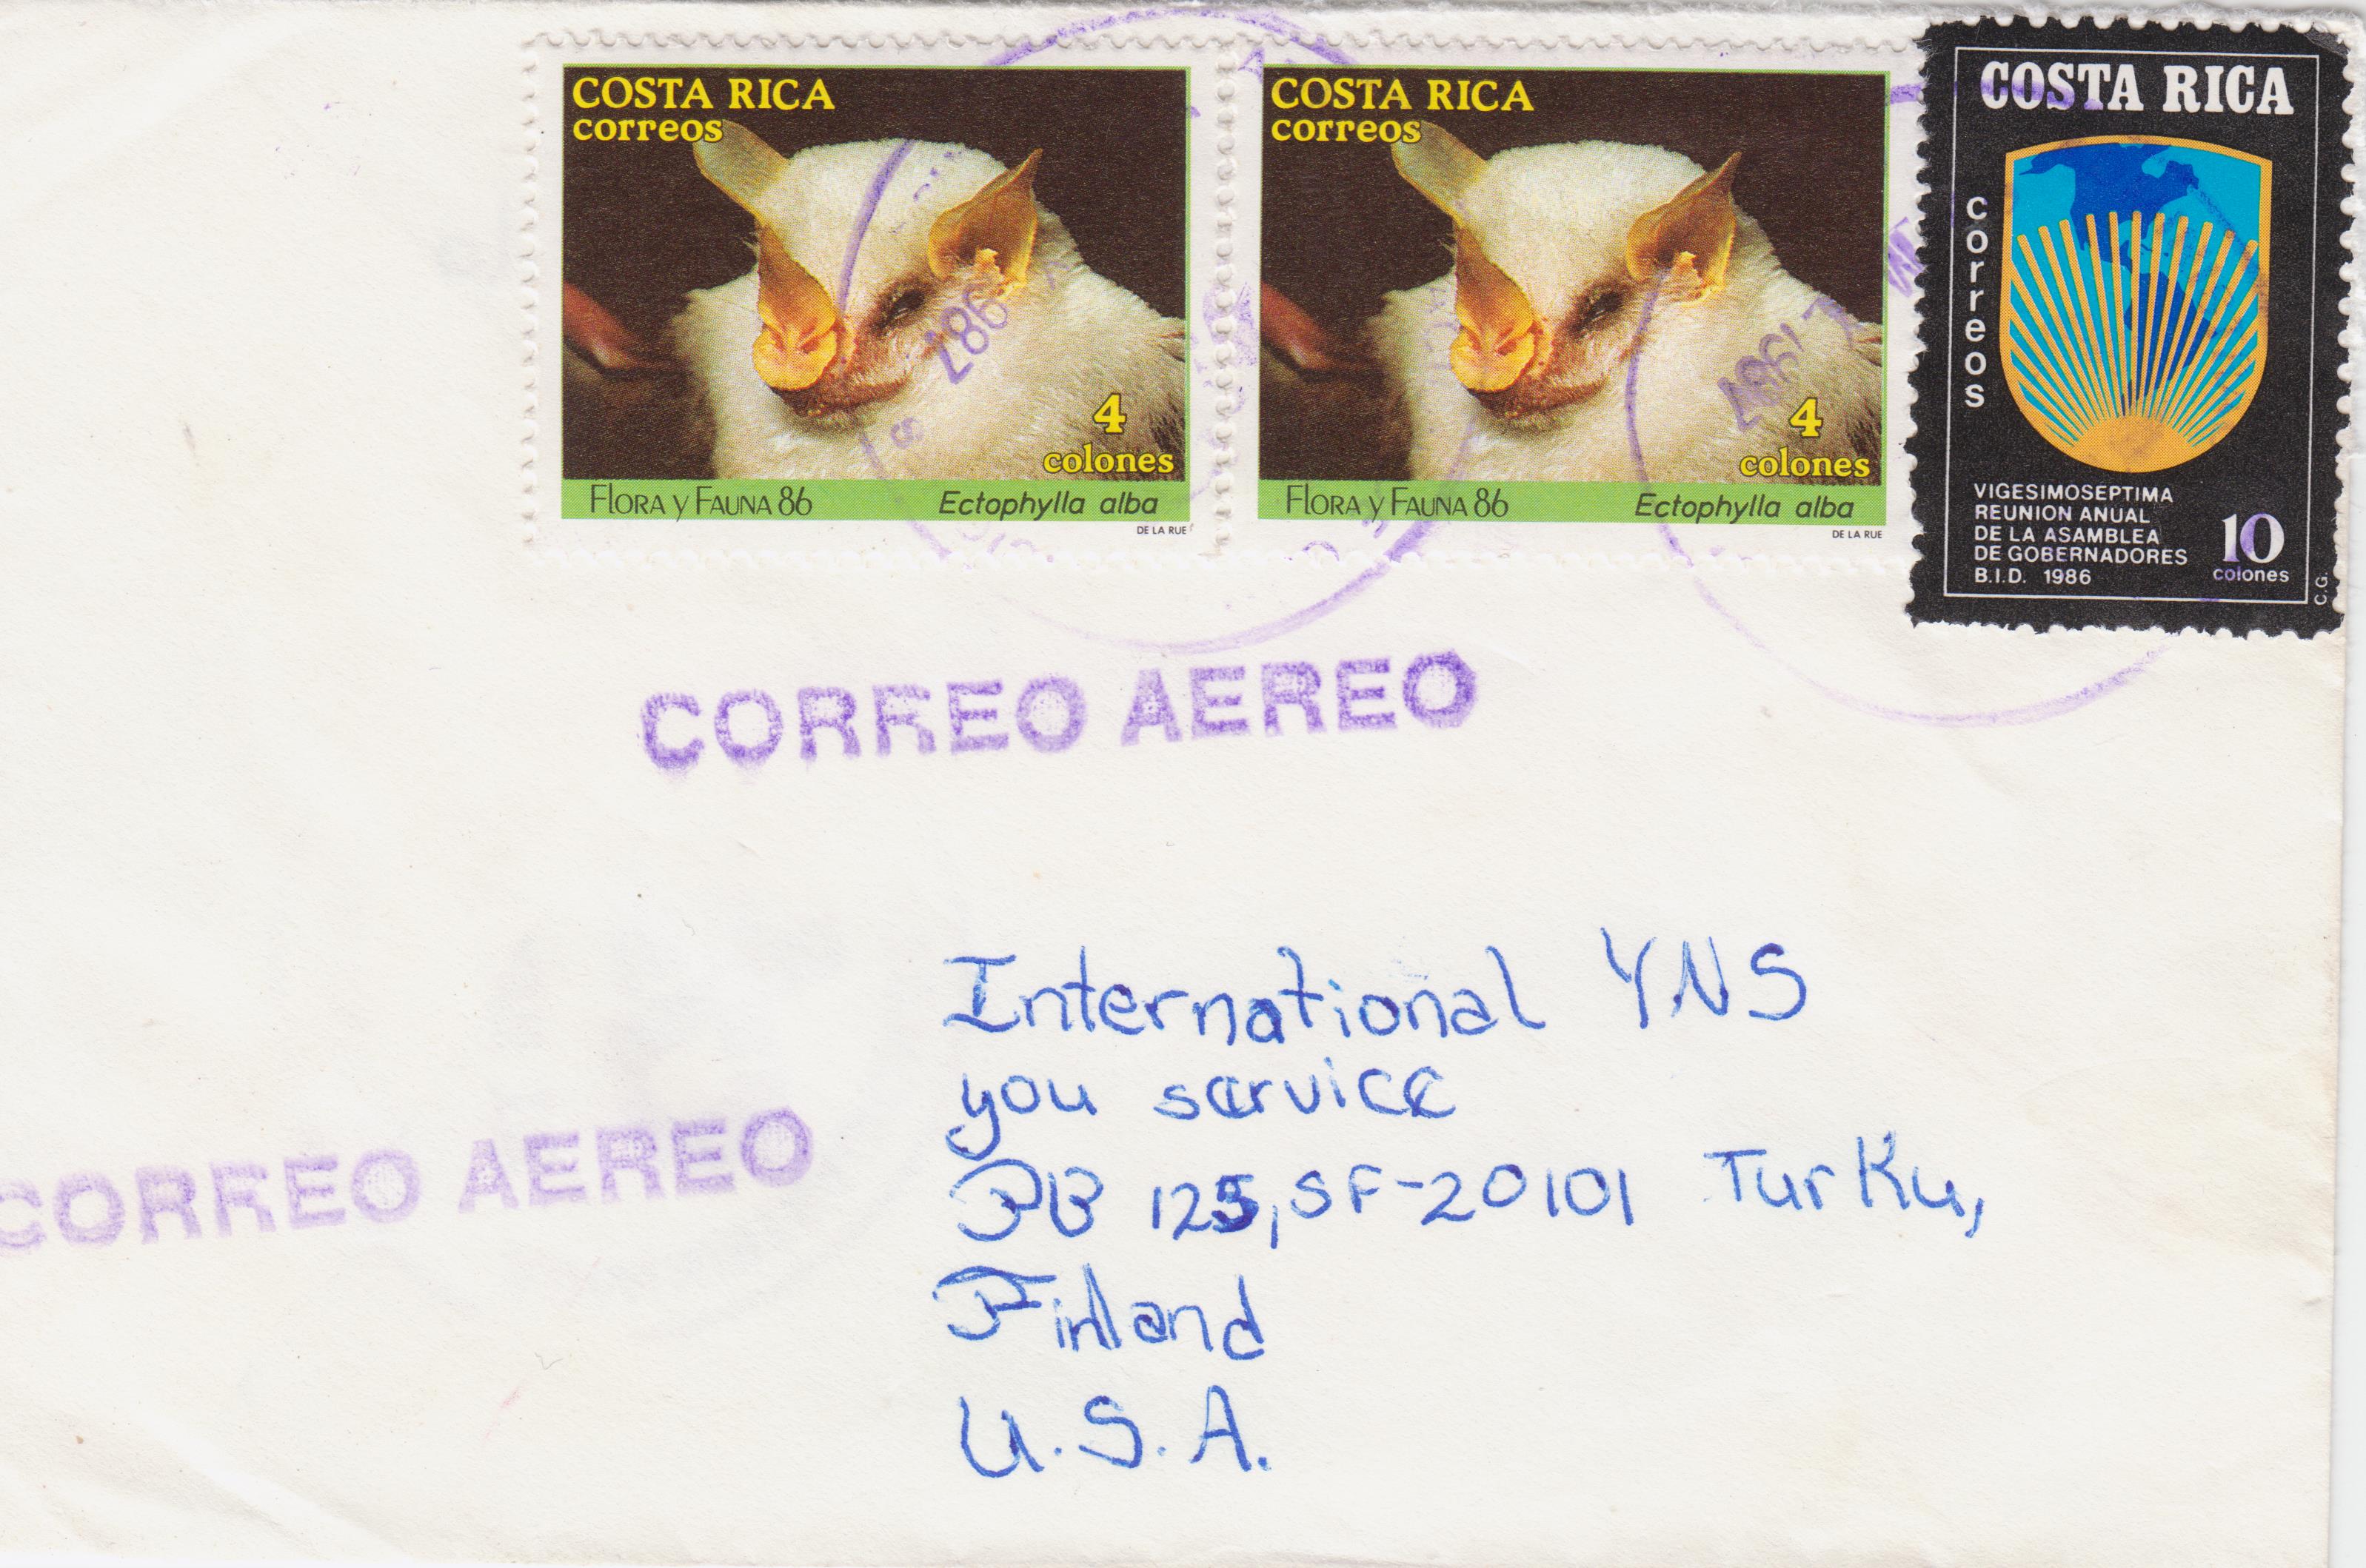 COSTA RICA
correos
4
colones
FLORA y FAUNA 86 Ectophylla alba
DE LA RUE
COSTA RICA
correos
4
colones
FLORA y FAUNA 86 Ectophylla alba
DE LA RUE
COSTA RICA
correos
VIGESIMOSEPTIMA
REUNION ANUAL
DE LA ASAMBLEA
DE GOBERNADORES
B.I.D. 1986
10
colones
C.G.
1987
1987
CORREO AEREO
CORREO AEREO
International YNS
you service
PB 125, SF-20101 Turku,
Finland
U.S.A.